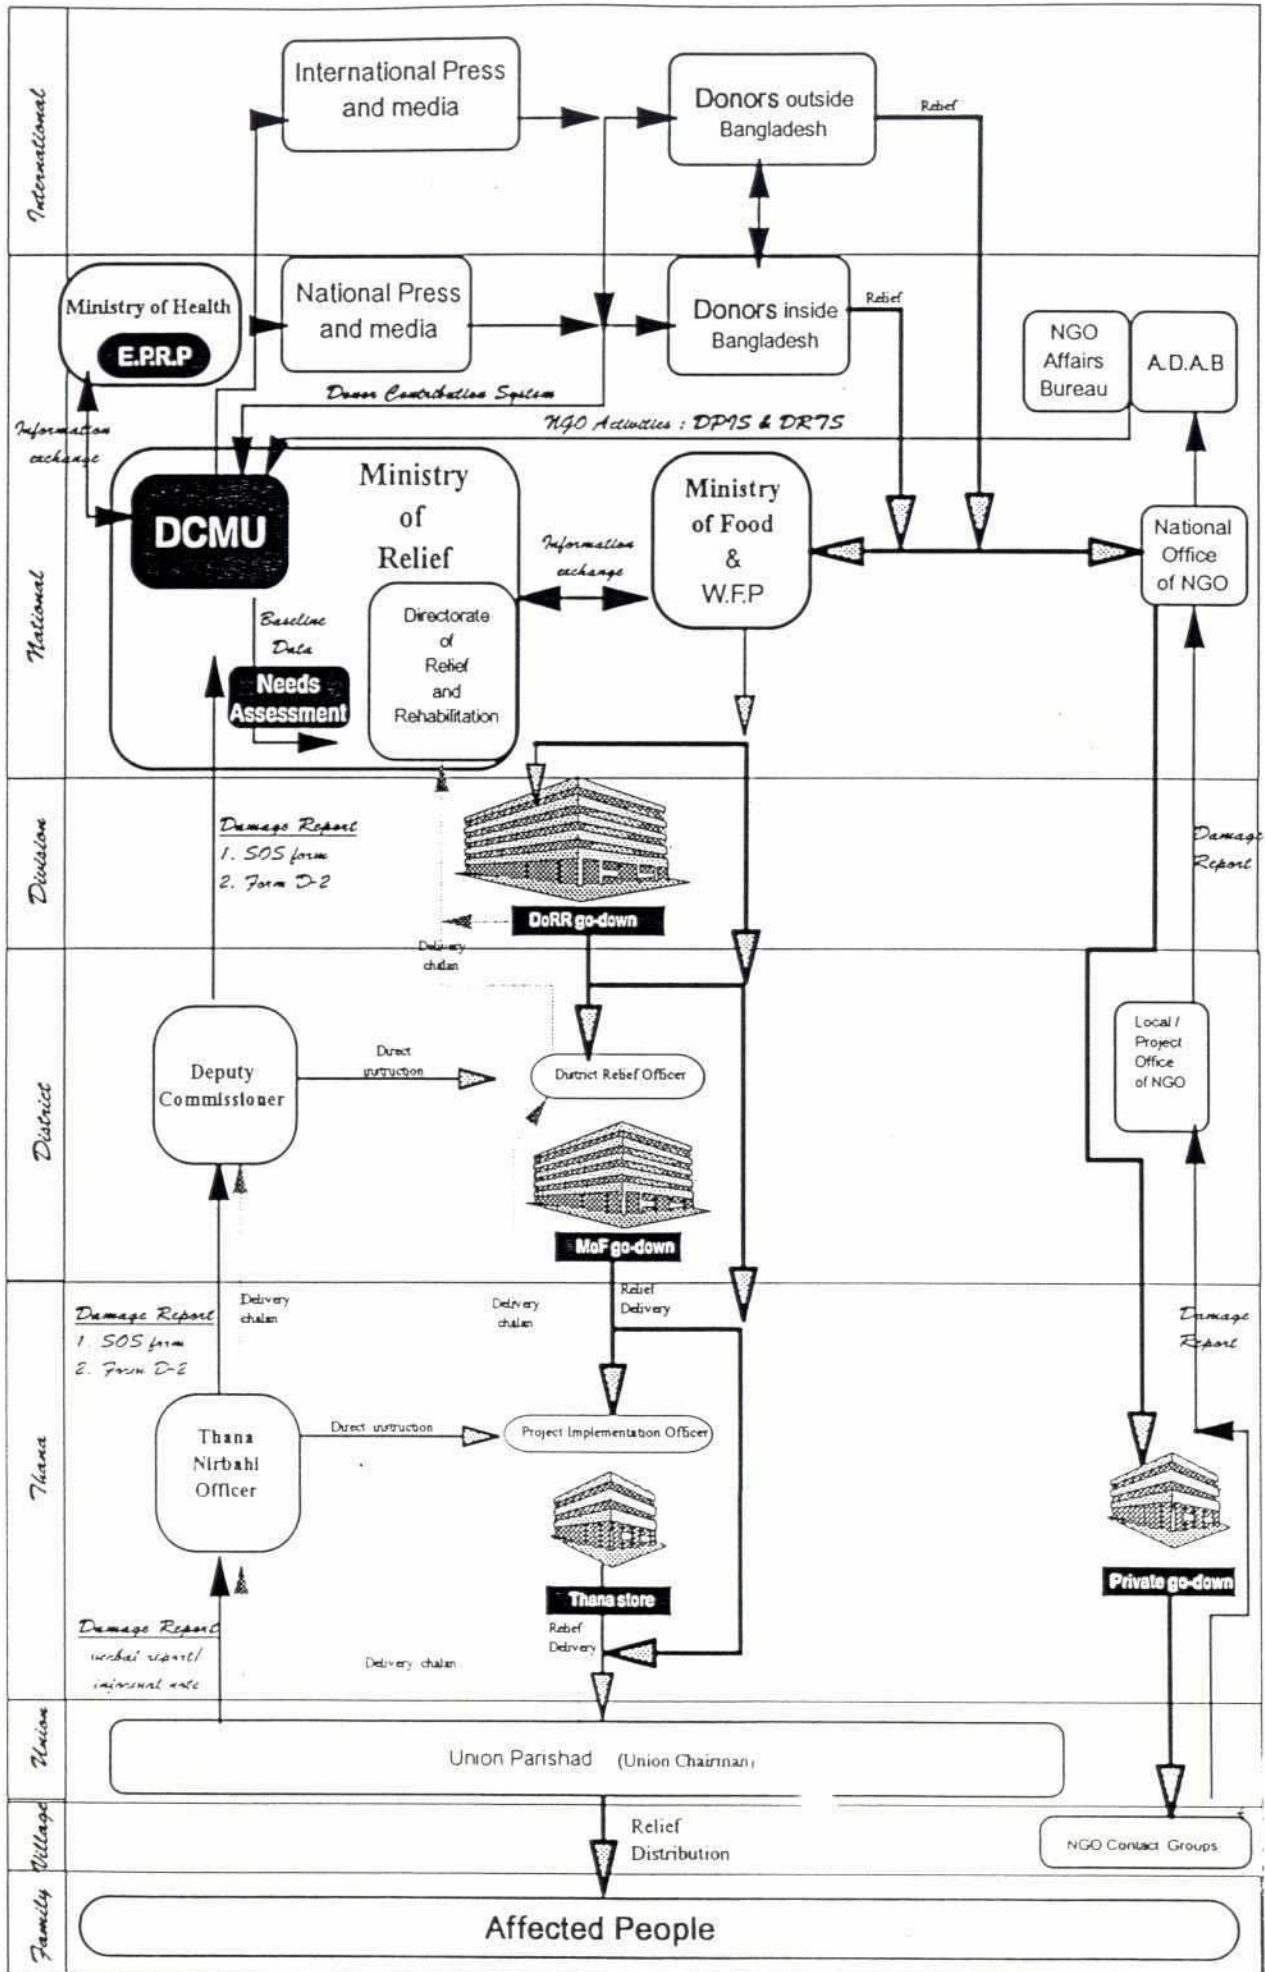 International
International Press
and media
Donors outside
Bangladesh
Relief
National
Ministry of Health
E.P.R.P
National Press
and media
Donors inside
Bangladesh
Relief
NGO
Affairs
Bureau
A.D.A.B
Donor Contribution System
NGO Activities : DPIS & DRTS
Information
exchange
DCMU
Ministry
of
Relief
Ministry
of Food
&
W.F.P
National
Office
of NGO
Information
exchange
Baseline
Data
Needs
Assessment
Directorate
of
Relief
and
Rehabilitation
Division
Damage Report
1. SOS form
2. Form D-2
DoRR go-down
Delivery
chalan
Damage
Report
District
Deputy
Commissioner
Direct
instruction
District Relief Officer
Local /
Project
Office
of NGO
MoF go-down
Thana
Damage Report
1. SOS form
2. Form D-2
Delivery
chalan
Delivery
chalan
Relief
Delivery
Damage
Report
Thana
Nirbahi
Officer
Direct instruction
Project Implementation Officer
Thana store
Private go-down
Damage Report
verbal report/
informal note
Relief
Delivery
Delivery chalan
Union
Union Parishad (Union Chairman)
Village
Relief
Distribution
NGO Contact Groups
Family
Affected People